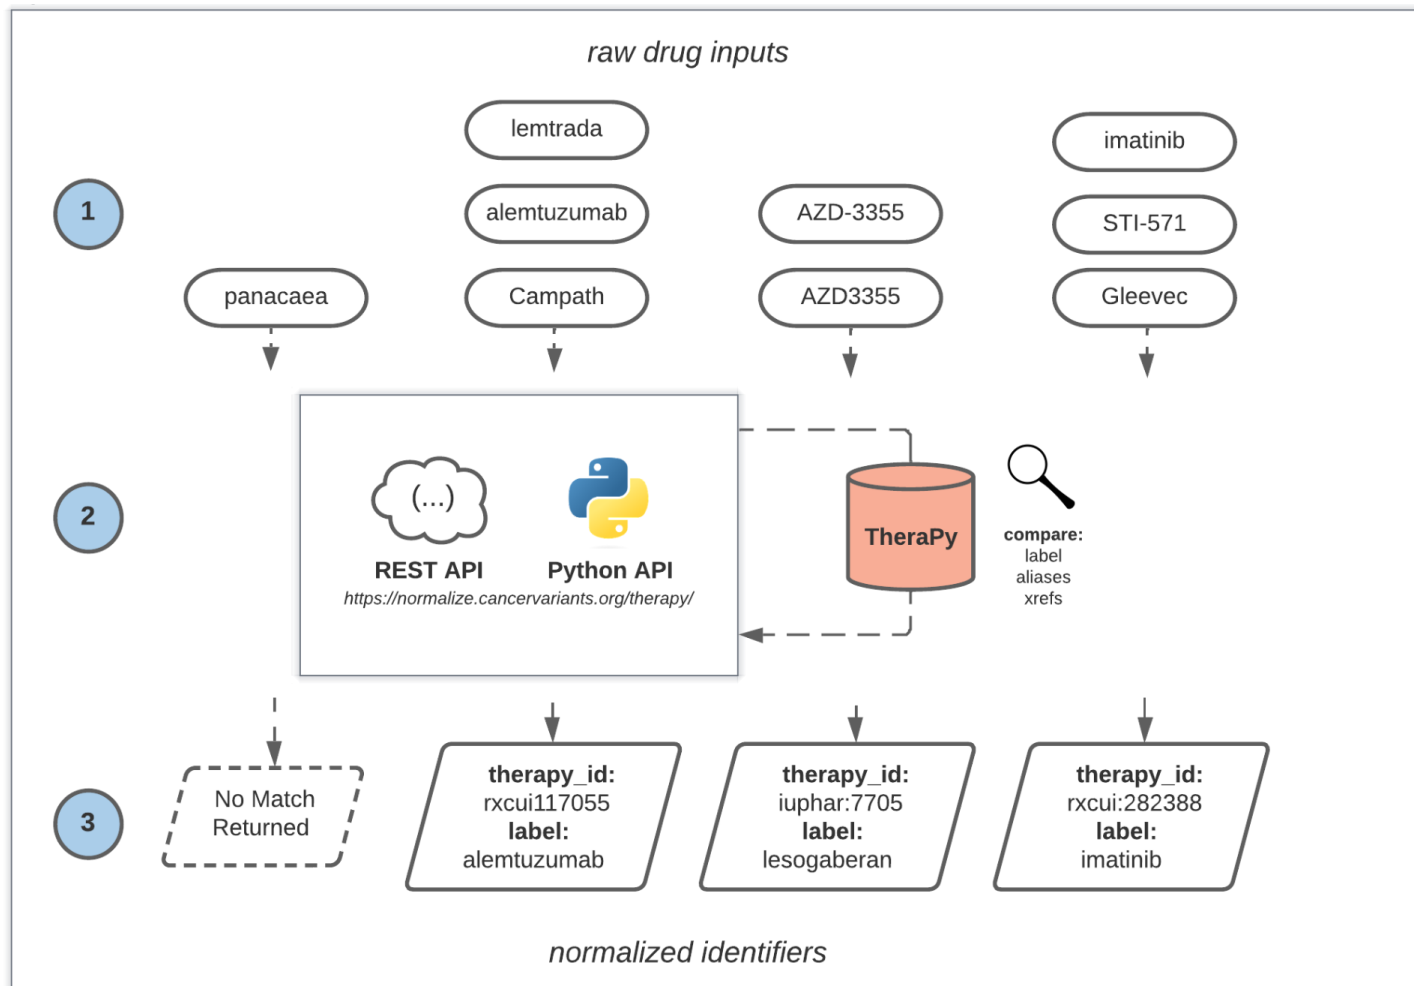 raw drug inputs
1
panacaea
lemtrada
alemtuzumab
Campath
AZD-3355
AZD3355
imatinib
STI-571
Gleevec
2
(...)
REST API
Python API
https://normalize.cancervariants.org/therapy/
TheraPy
compare:
label
aliases
xrefs
3
No Match
Returned
therapy_id:
rxcui117055
label:
alemtuzumab
therapy_id:
iuphar:7705
label:
lesogaberan
therapy_id:
rxcui:282388
label:
imatinib
normalized identifiers